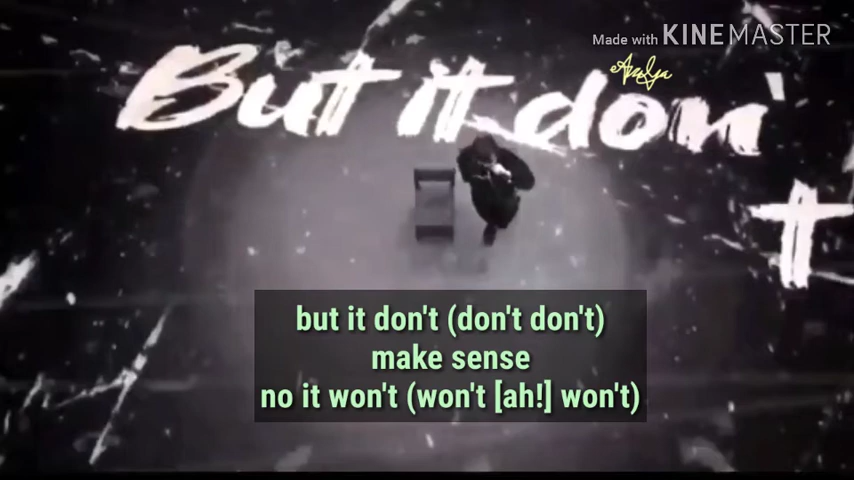 Made with KINEMASTER
But it don'
t
but it don't (don't don't)
make sense
no it won't (won't [ah!] won't)